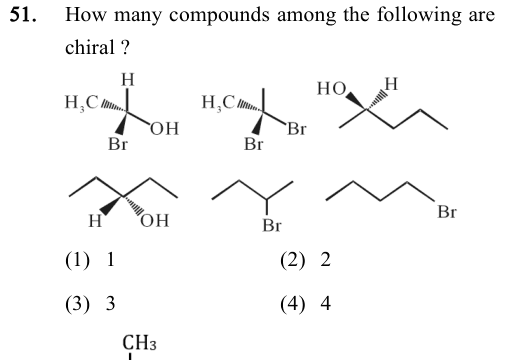 51. How many compounds among the following are
chiral ?
H
H₃C
OH
Br
H₃C
Br
Br
HO H
H OH
Br
Br
(1) 1 (2) 2
(3) 3 (4) 4
CH₃